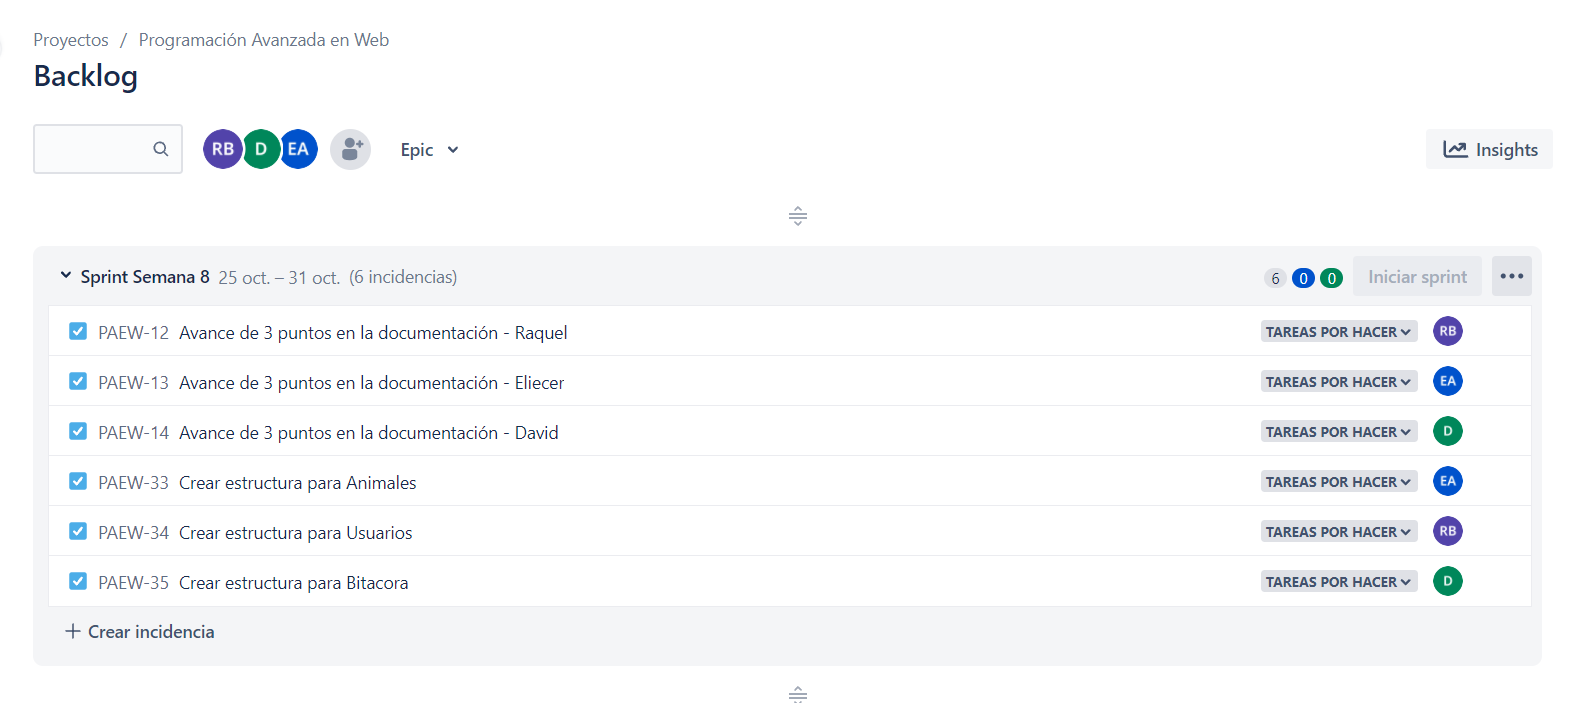 Proyectos / Programación Avanzada en Web
Backlog
RB D EA Epic Insights
Sprint Semana 8 25 oct. – 31 oct. (6 incidencias) 6 0 0 Iniciar sprint
PAEW-12 Avance de 3 puntos en la documentación - Raquel TAREAS POR HACER RB
PAEW-13 Avance de 3 puntos en la documentación - Eliecer TAREAS POR HACER EA
PAEW-14 Avance de 3 puntos en la documentación - David TAREAS POR HACER D
PAEW-33 Crear estructura para Animales TAREAS POR HACER EA
PAEW-34 Crear estructura para Usuarios TAREAS POR HACER RB
PAEW-35 Crear estructura para Bitacora TAREAS POR HACER D
+ Crear incidencia